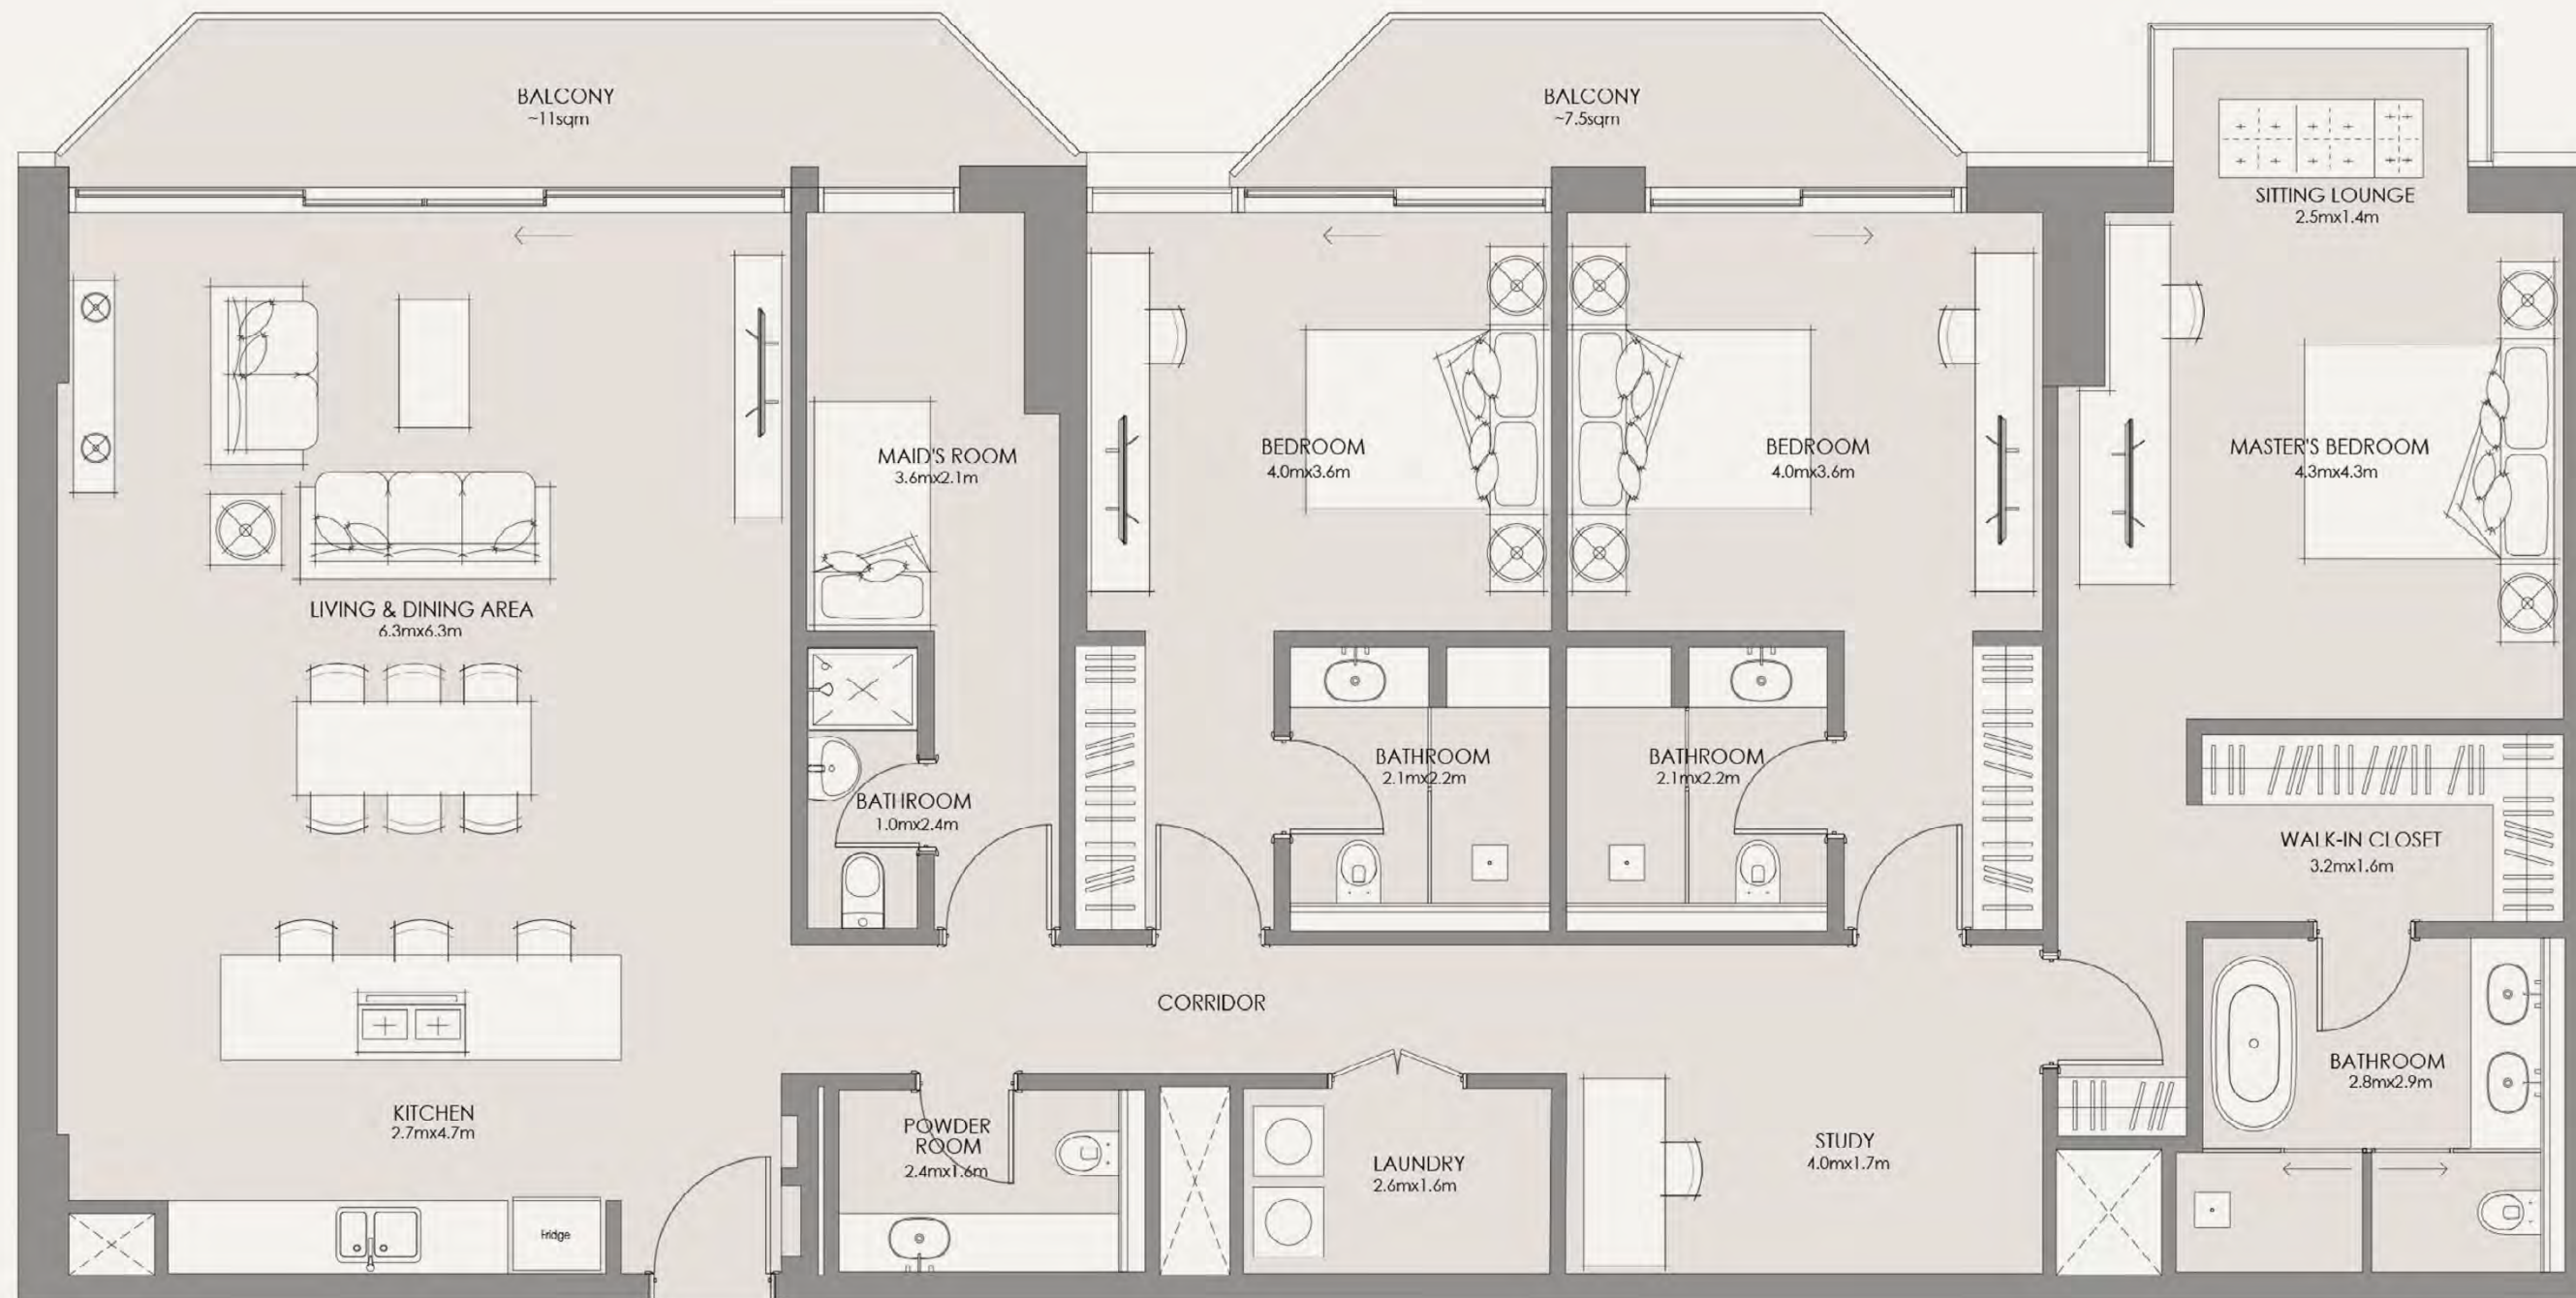 BALCONY
~11sqm
BALCONY
~7.5sqm
SITTING LOUNGE
2.5mx1.4m
MAID'S ROOM
3.6mx2.1m
BEDROOM
4.0mx3.6m
BEDROOM
4.0mx3.6m
MASTER'S BEDROOM
4.3mx4.3m
LIVING & DINING AREA
6.3mx6.3m
BATHROOM
2.1mx2.2m
BATHROOM
2.1mx2.2m
BATHROOM
1.0mx2.4m
WALK-IN CLOSET
3.2mx1.6m
CORRIDOR
BATHROOM
2.8mx2.9m
KITCHEN
2.7mx4.7m
POWDER
ROOM
2.4mx1.6m
LAUNDRY
2.6mx1.6m
STUDY
4.0mx1.7m
Fridge